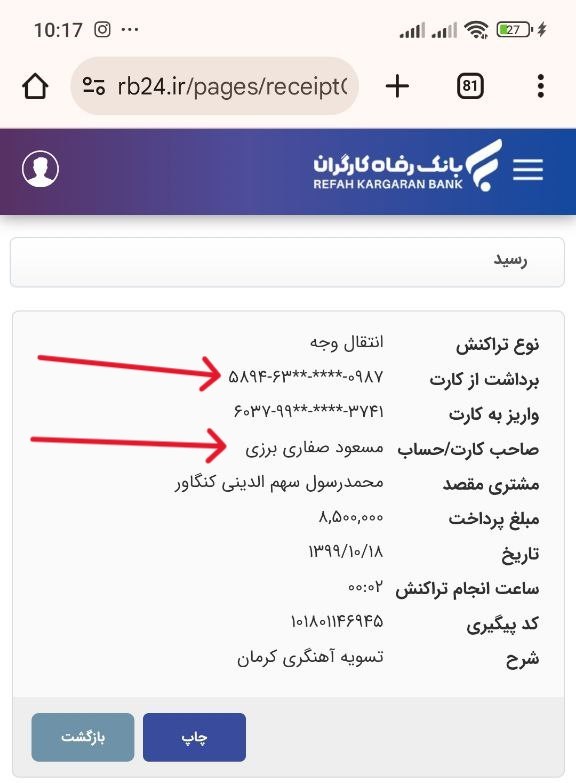 10:17
27
rb24.ir/pages/receipt
81
بانک رفاه کارگران
REFAH KARGARAN BANK
رسید
نوع تراکنش انتقال وجه
برداشت از کارت ۵۸۹۴-۶۳**-****-۰۹۸۷
واریز به کارت ۶۰۳۷-۹۹**-****-۳۷۴۱
صاحب کارت/حساب مسعود صفاری برزی
مشتری مقصد محمدرسول سهم الدینی کنگاور
مبلغ پرداخت ۸,۵۰۰,۰۰۰
تاریخ ۱۳۹۹/۱۰/۱۸
ساعت انجام تراکنش ۰۰:۰۲
کد پیگیری ۱۰۱۸۰۱۱۴۶۹۴۵
شرح تسویه آهنگری کرمان
چاپ
بازگشت